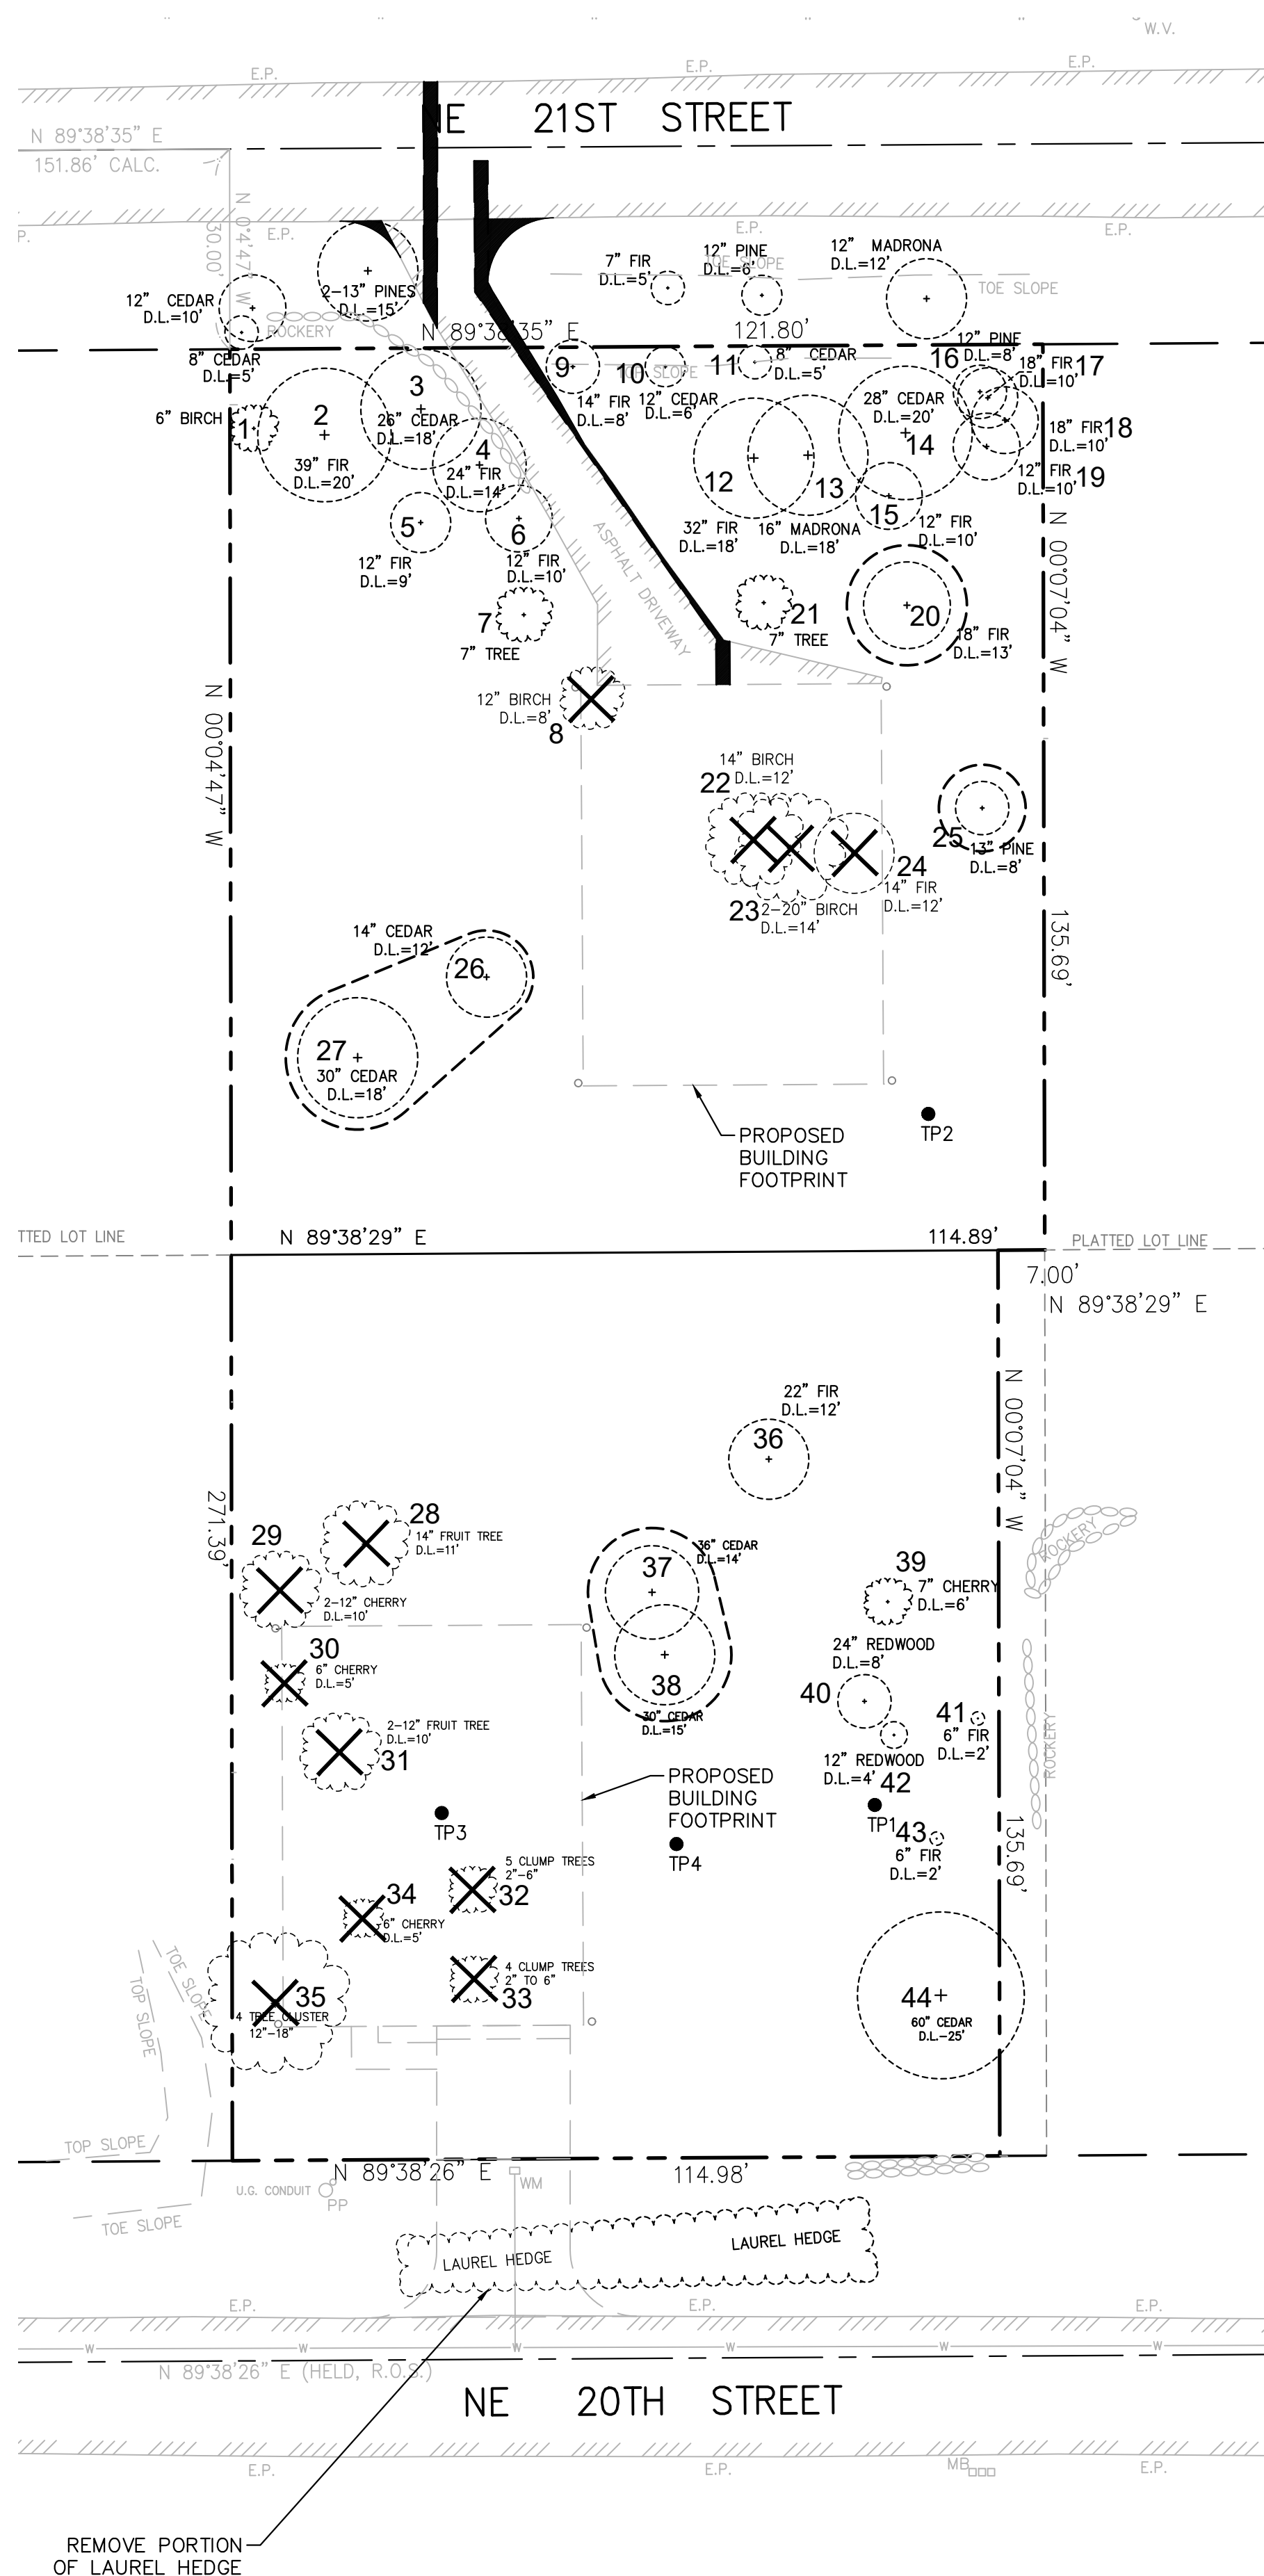 W.V.
E.P.
E.P.
E.P.
NE 21ST STREET
N 89°38'35" E
151.86' CALC.
N 0°4'47" W
30.00'
E.P.
E.P.
E.P.
P.
12" CEDAR
D.L.=10'
2-13" PINES
D.L.=15'
7" FIR
D.L.=5'
12" PINE
D.L.=6'
TOE SLOPE
12" MADRONA
D.L.=12'
TOE SLOPE
ROCKERY
N 89°38'35" E
121.80'
8" CEDAR
D.L.=5'
6" BIRCH
1
2
39" FIR
D.L.=20'
3
26" CEDAR
D.L.=18'
4
24" FIR
D.L.=14'
5
12" FIR
D.L.=9'
6
12" FIR
D.L.=10'
7
7" TREE
9
14" FIR
D.L.=8'
10
TOE SLOPE
12" CEDAR
D.L.=6'
11
8" CEDAR
D.L.=5'
12
32" FIR
D.L.=18'
13
16" MADRONA
D.L.=18'
28" CEDAR
D.L.=20'
14
15
12" FIR
D.L.=10'
16
12" PINE
D.L.=8'
18" FIR
D.L.=10'
17
18" FIR
D.L.=10'
18
12" FIR
D.L.=10'
19
ASPHALT DRIVEWAY
20
18" FIR
D.L.=13'
21
7" TREE
N 00°07'04" W
N 00°04'47" W
12" BIRCH
D.L.=8'
8
14" BIRCH
D.L.=12'
22
23
2-20" BIRCH
D.L.=14'
24
14" FIR
D.L.=12'
25
13" PINE
D.L.=8'
135.69'
14" CEDAR
D.L.=12'
26
27
30" CEDAR
D.L.=18'
TP2
PROPOSED
BUILDING
FOOTPRINT
TTED LOT LINE
N 89°38'29" E
114.89'
PLATTED LOT LINE
7.00'
N 89°38'29" E
22" FIR
D.L.=12'
36
N 00°07'04" W
271.39'
28
14" FRUIT TREE
D.L.=11'
29
2-12" CHERRY
D.L.=10'
30
6" CHERRY
D.L.=5'
2-12" FRUIT TREE
D.L.=10'
31
36" CEDAR
D.L.=14'
37
38
30" CEDAR
D.L.=15'
39
7" CHERRY
D.L.=6'
24" REDWOOD
D.L.=8'
40
41
6" FIR
D.L.=2'
12" REDWOOD
D.L.=4'
42
ROCKERY
ROCKERY
PROPOSED
BUILDING
FOOTPRINT
TP3
TP4
TP1
43
6" FIR
D.L.=2'
135.69'
5 CLUMP TREES
2"-6"
32
34
6" CHERRY
D.L.=5'
4 CLUMP TREES
2" TO 6"
33
35
4 TREE CLUSTER
12"-18"
44
60" CEDAR
D.L.-25'
TOE SLOPE
TOP SLOPE
TOP SLOPE
TOE SLOPE
N 89°38'26" E
114.98'
U.G. CONDUIT
PP
WM
LAUREL HEDGE
LAUREL HEDGE
E.P.
E.P.
E.P.
W
W
W
W
W
W
N 89°38'26" E (HELD, R.O.S.)
NE 20TH STREET
E.P.
E.P.
MB
E.P.
REMOVE PORTION
OF LAUREL HEDGE